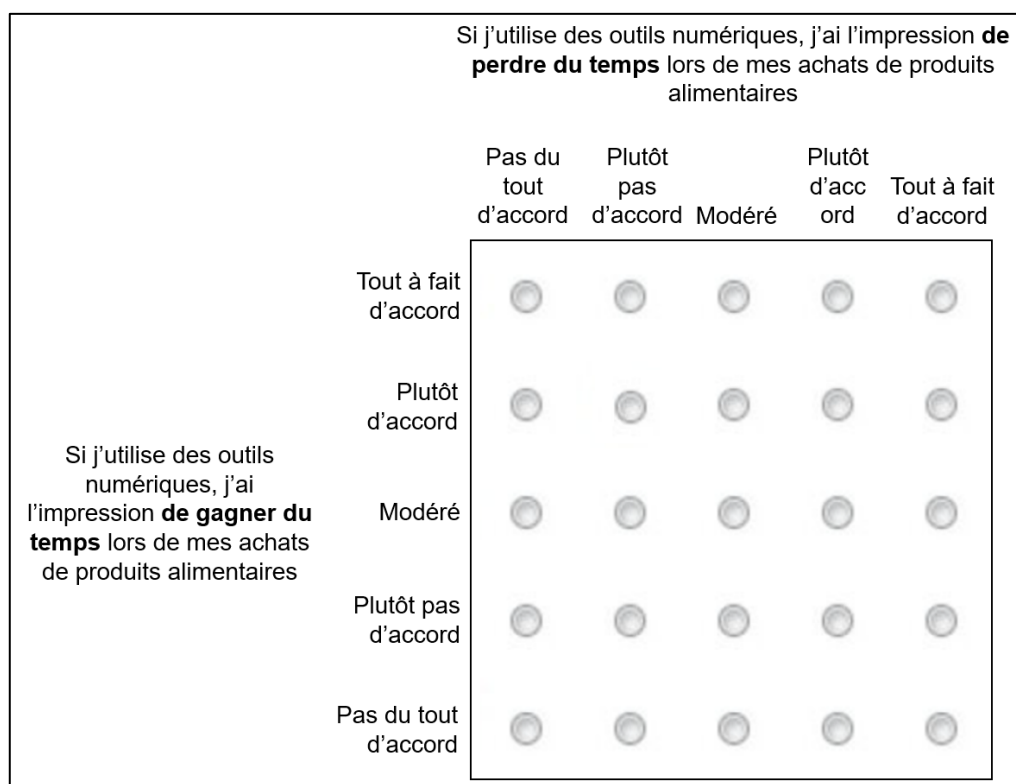 Si j’utilise des outils numériques, j’ai l’impression de
perdre du temps lors de mes achats de produits
alimentaires
Pas du
tout
d’accord
Plutôt
pas
d’accord
Modéré
Plutôt
d’acc
ord
Tout à fait
d’accord
Tout à fait
d’accord
Plutôt
d’accord
Si j’utilise des outils
numériques, j’ai
l’impression de gagner du
temps lors de mes achats
de produits alimentaires
Modéré
Plutôt pas
d’accord
Pas du tout
d’accord